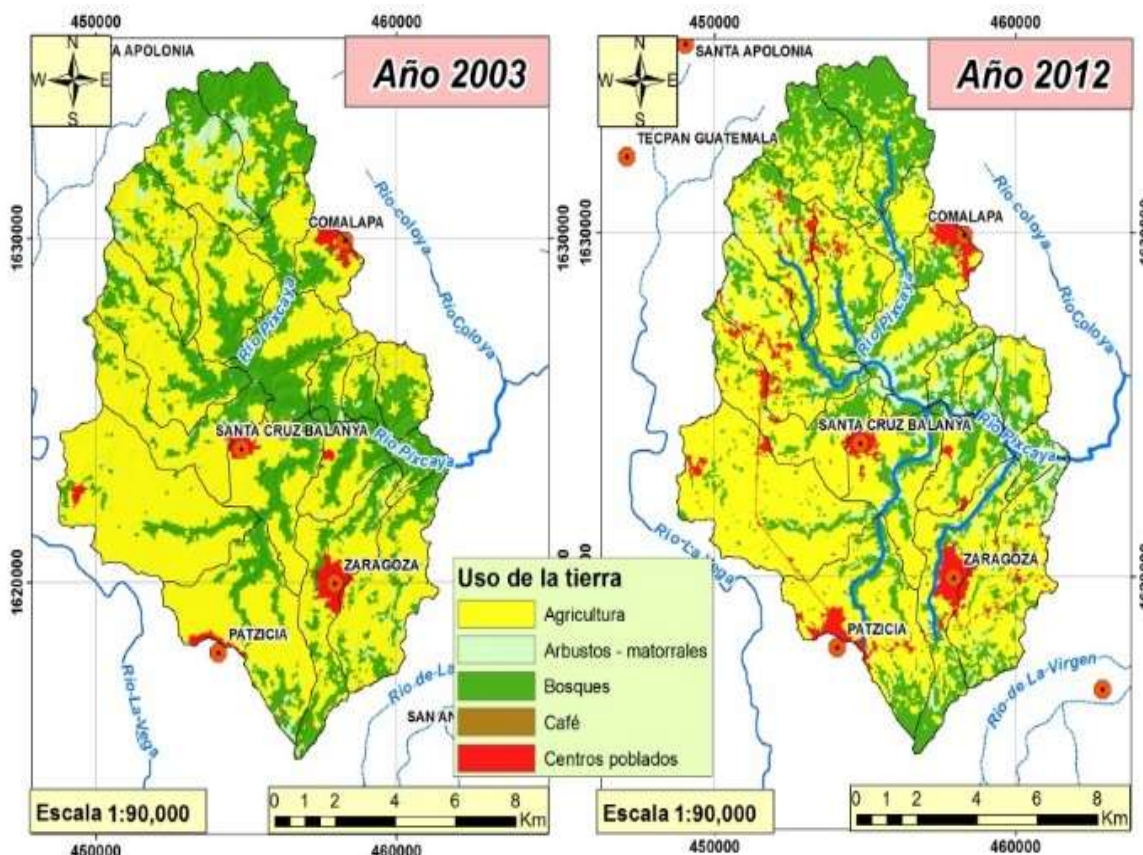 450000
460000
N
W E
S
A APOLONIA
Año 2003
1630000
1620000
COMALAPA
Río coloya
Río Coloya
Río Pixcaya
SANTA CRUZ BALANYA
Río Pixcaya
ZARAGOZA
PATZICIA
Río-La-Vega
Río de-La
SAN AN
Escala 1:90,000
0 1 2 4 6 8
Km
450000
460000
Uso de la tierra
Agricultura
Arbustos - matorrales
Bosques
Café
Centros poblados
450000
460000
N
W E
S
SANTA APOLONIA
Año 2012
TECPAN GUATEMALA
1630000
1630000
COMALAPA
Río coloya
Río Coloya
Río Pixcaya
SANTA CRUZ BALANYA
Río Pixcaya
Río-La-Vega
ZARAGOZA
PATZICIA
Río-de La Virgen
Escala 1:90,000
0 1 2 4 6 8
Km
450000
460000